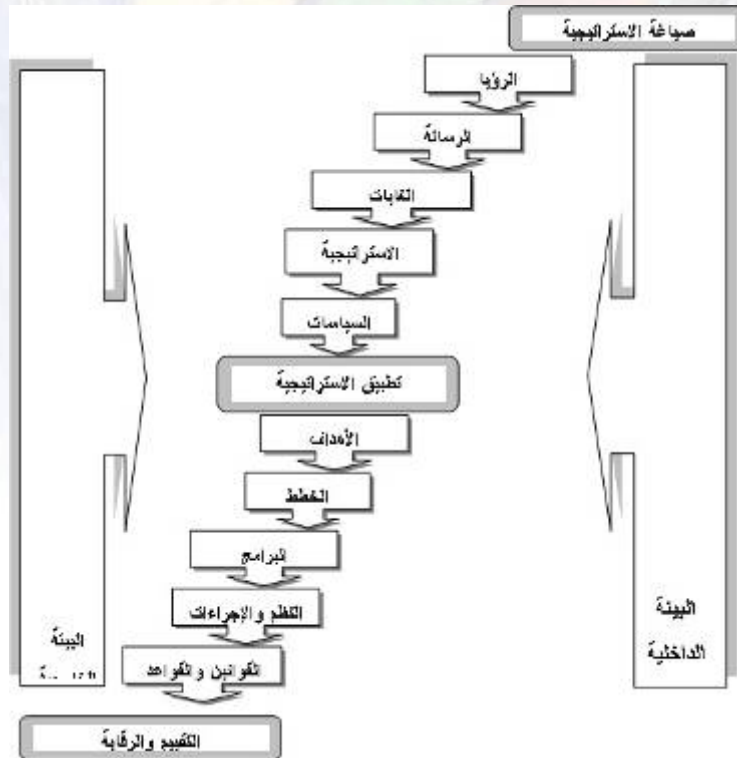 صياغة الاستراتيجية
الرؤيا
الرسالة
الغايات
الاستراتيجية
السياسات
تطبيق الاستراتيجية
الأهداف
الخطط
البرامج
النظم والإجراءات
القوانين والقواعد
التقييم والرقابة
البيئة
الداخلية
البيئة